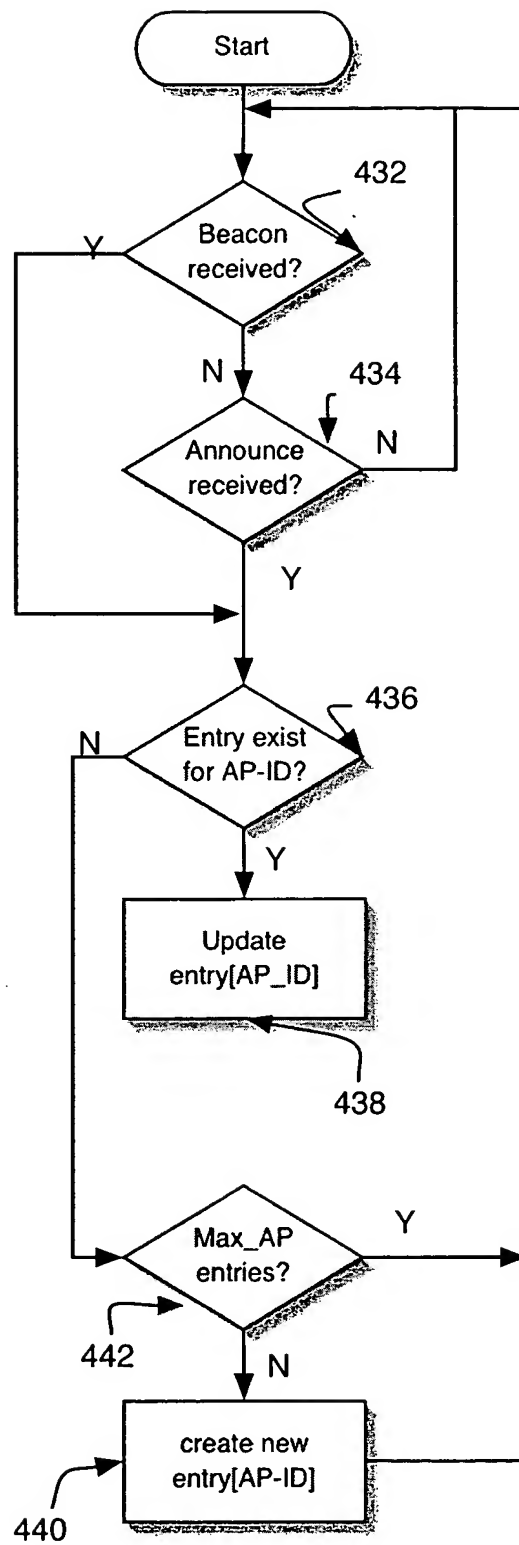 Start
432
Y
Beacon
received?
N
434
Announce
received?
N
Y
436
N
Entry exist
for AP-ID?
Y
Update
entry[AP_ID]
438
Max_AP
entries?
Y
442
N
create new
entry[AP-ID]
440